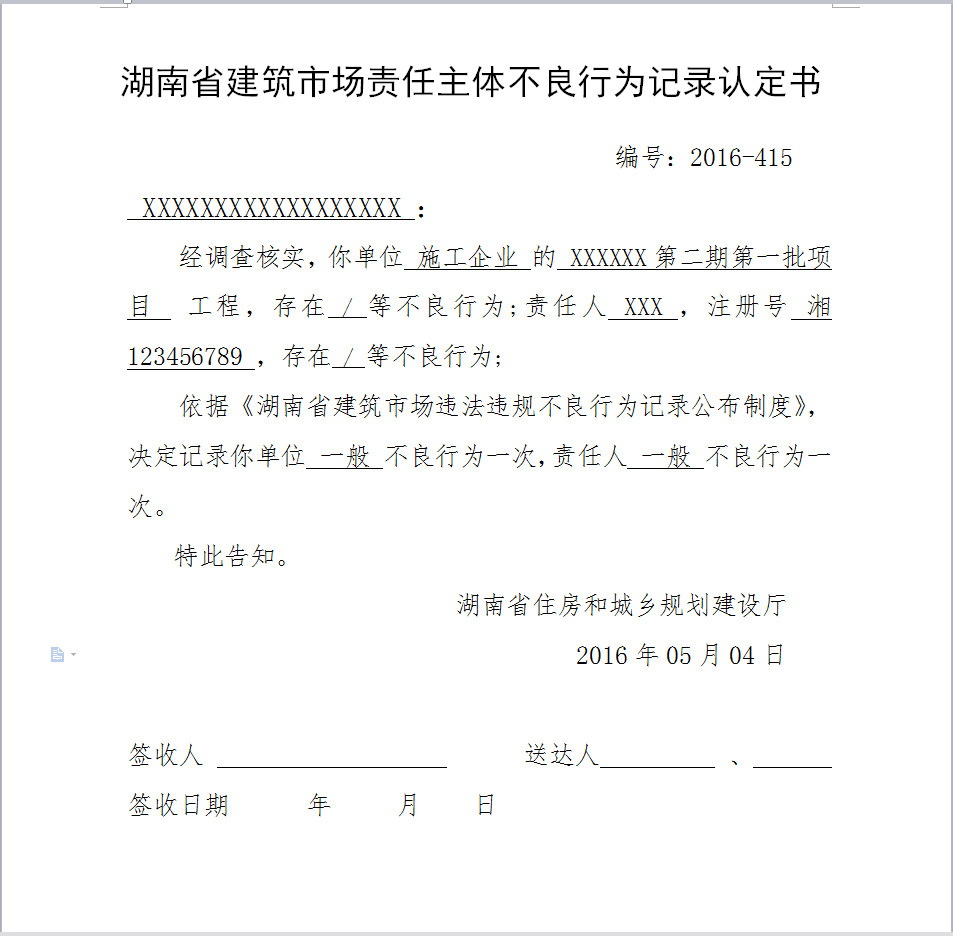 湖南省建筑市场责任主体不良行为记录认定书
编号：2016-415
XXXXXXXXXXXXXXXXXX ：
经调查核实，你单位 施工企业 的 XXXXXX 第二期第一批项
目 工程，存在 / 等不良行为;责任人 XXX ，注册号 湘
123456789 ，存在 / 等不良行为;
依据《湖南省建筑市场违法违规不良行为记录公布制度》，
决定记录你单位 一般 不良行为一次,责任人 一般 不良行为一
次。
特此告知。
湖南省住房和城乡规划建设厅
2016 年 05 月 04 日
签收人 ________ 送达人________ 、______
签收日期 年 月 日